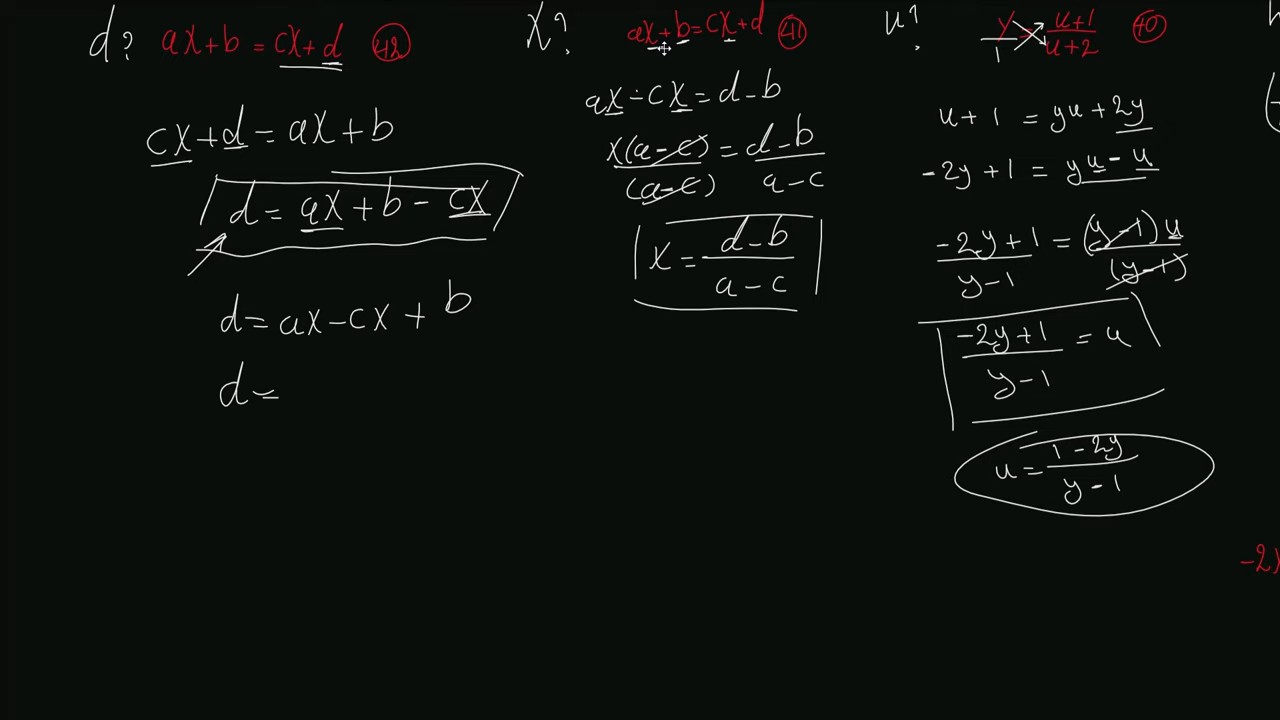 d? ax+b = cx+d 42
cx+d = ax+b
d = ax+b-cx
d = ax-cx+b
d =
X? ax+b=cx+d 41
ax-cx = d-b
x(a-c)/(a-c) = d-b/a-c
x = d-b/a-c
u? y/1 = u+1/u+2 40
u+1 = yu+2y
-2y+1 = yu-u
-2y+1/y-1 = (y-1)u/(y-1)
-2y+1/y-1 = u
u = 1-2y/y-1